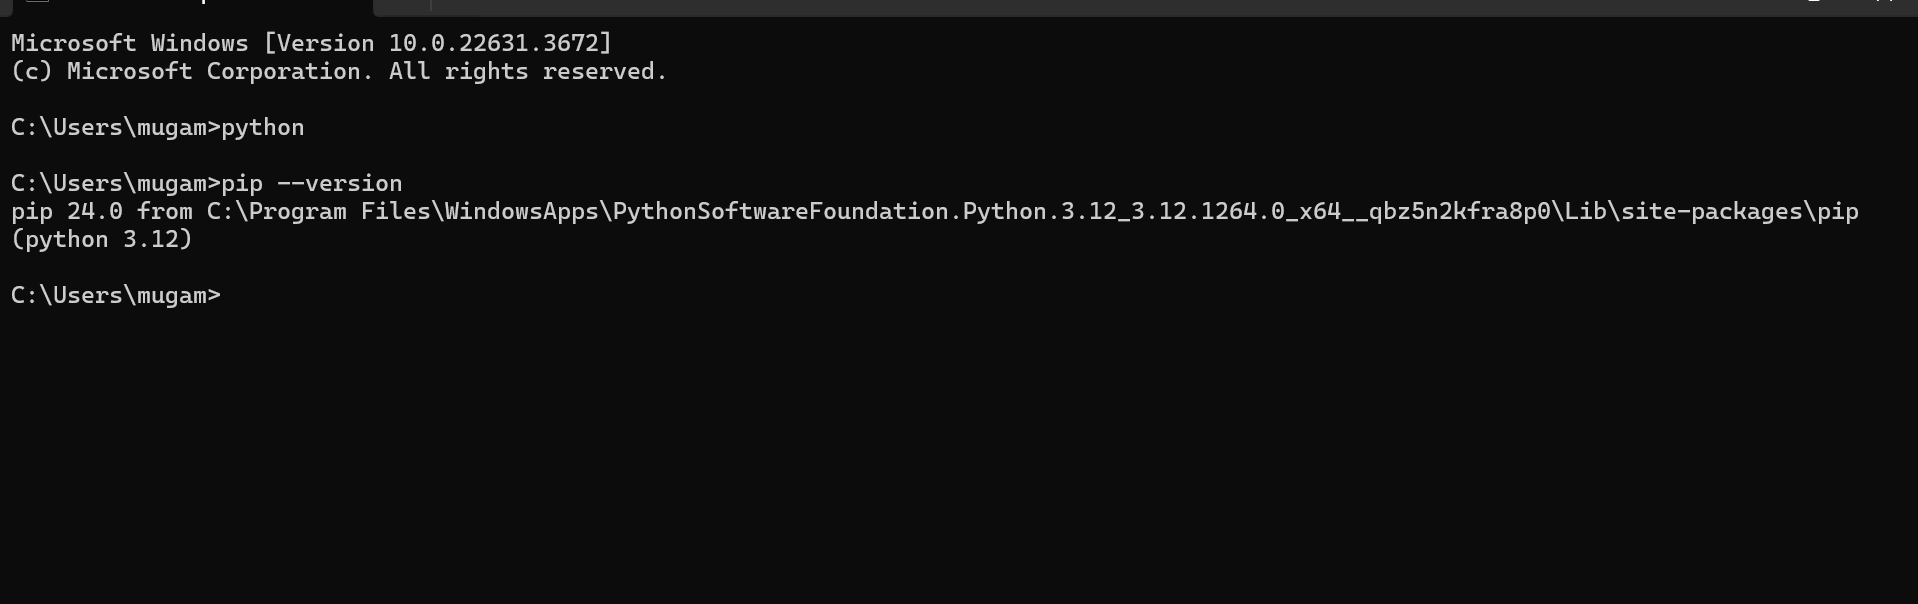 Microsoft Windows [Version 10.0.22631.3672]
(c) Microsoft Corporation. All rights reserved.
C:\Users\mugam>python
C:\Users\mugam>pip --version
pip 24.0 from C:\Program Files\WindowsApps\PythonSoftwareFoundation.Python.3.12_3.12.1264.0_x64__qbz5n2kfra8p0\Lib\site-packages\pip
(python 3.12)
C:\Users\mugam>